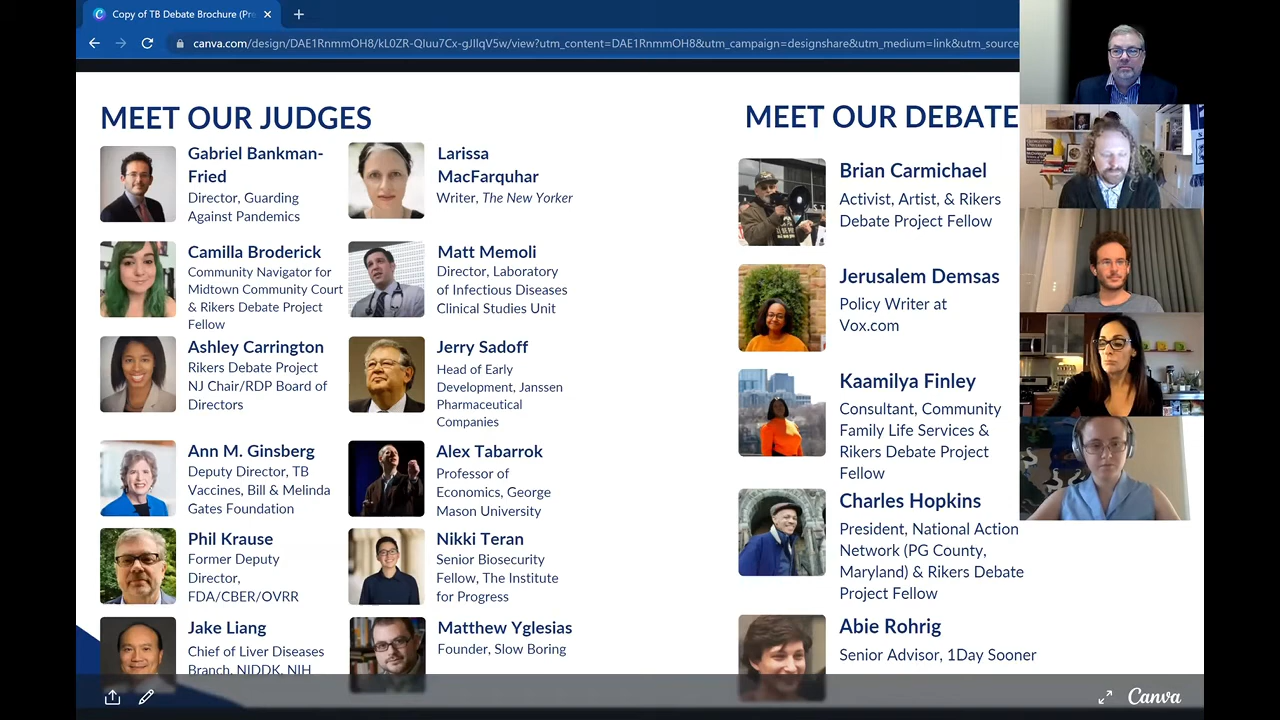 Copy of TB Debate Brochure (Pre
canva.com/design/DAE1RnmmOH8/kL0ZR-QIuu7Cx-gJIlqV5w/view?utm_content=DAE1RnmmOH8&utm_campaign=designshare&utm_medium=link&utm_source
MEET OUR JUDGES
Gabriel Bankman-
Fried
Director, Guarding
Against Pandemics
Camilla Broderick
Community Navigator for
Midtown Community Court
& Rikers Debate Project
Fellow
Ashley Carrington
Rikers Debate Project
NJ Chair/RDP Board of
Directors
Ann M. Ginsberg
Deputy Director, TB
Vaccines, Bill & Melinda
Gates Foundation
Phil Krause
Former Deputy
Director,
FDA/CBER/OVRR
Jake Liang
Chief of Liver Diseases
Branch, NIDDK, NIH
Larissa
MacFarquhar
Writer, The New Yorker
Matt Memoli
Director, Laboratory
of Infectious Diseases
Clinical Studies Unit
Jerry Sadoff
Head of Early
Development, Janssen
Pharmaceutical
Companies
Alex Tabarrok
Professor of
Economics, George
Mason University
Nikki Teran
Senior Biosecurity
Fellow, The Institute
for Progress
Matthew Yglesias
Founder, Slow Boring
MEET OUR DEBATE
Brian Carmichael
Activist, Artist, & Rikers
Debate Project Fellow
Jerusalem Demsas
Policy Writer at
Vox.com
Kaamilya Finley
Consultant, Community
Family Life Services &
Rikers Debate Project
Fellow
Charles Hopkins
President, National Action
Network (PG County,
Maryland) & Rikers Debate
Project Fellow
Abie Rohrig
Senior Advisor, 1Day Sooner
Canva